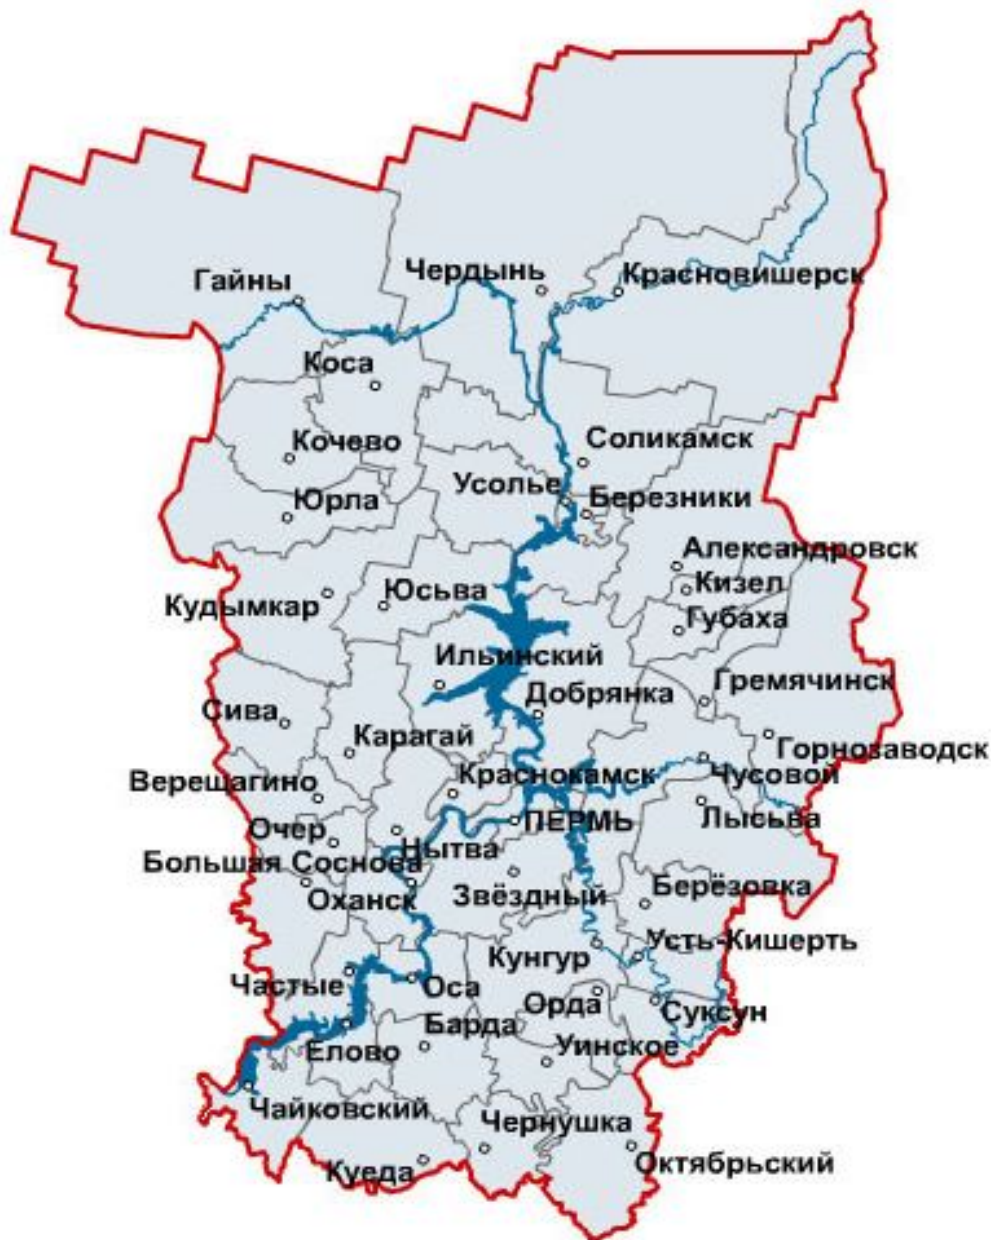 Чердынь
Красновишерск
Гайны
Коса
Кочево
Соликамск
Усолье
Березники
Юрла
Александровск
Кизел
Юсьва
Кудымкар
Губаха
Ильинский
Гремячинск
Добрянка
Сива
Карагай
Горнозаводск
Краснокамск
Чусовой
Верещагино
ПЕРМЬ
Лысьва
Очер
Нытва
Большая Соснова
Звёздный
Берёзовка
Оханск
Усть-Кишерть
Кунгур
Частые
Оса
Орда
Суксун
Барда
Уинское
Елово
Чайковский
Чернушка
Куеда
Октябрьский